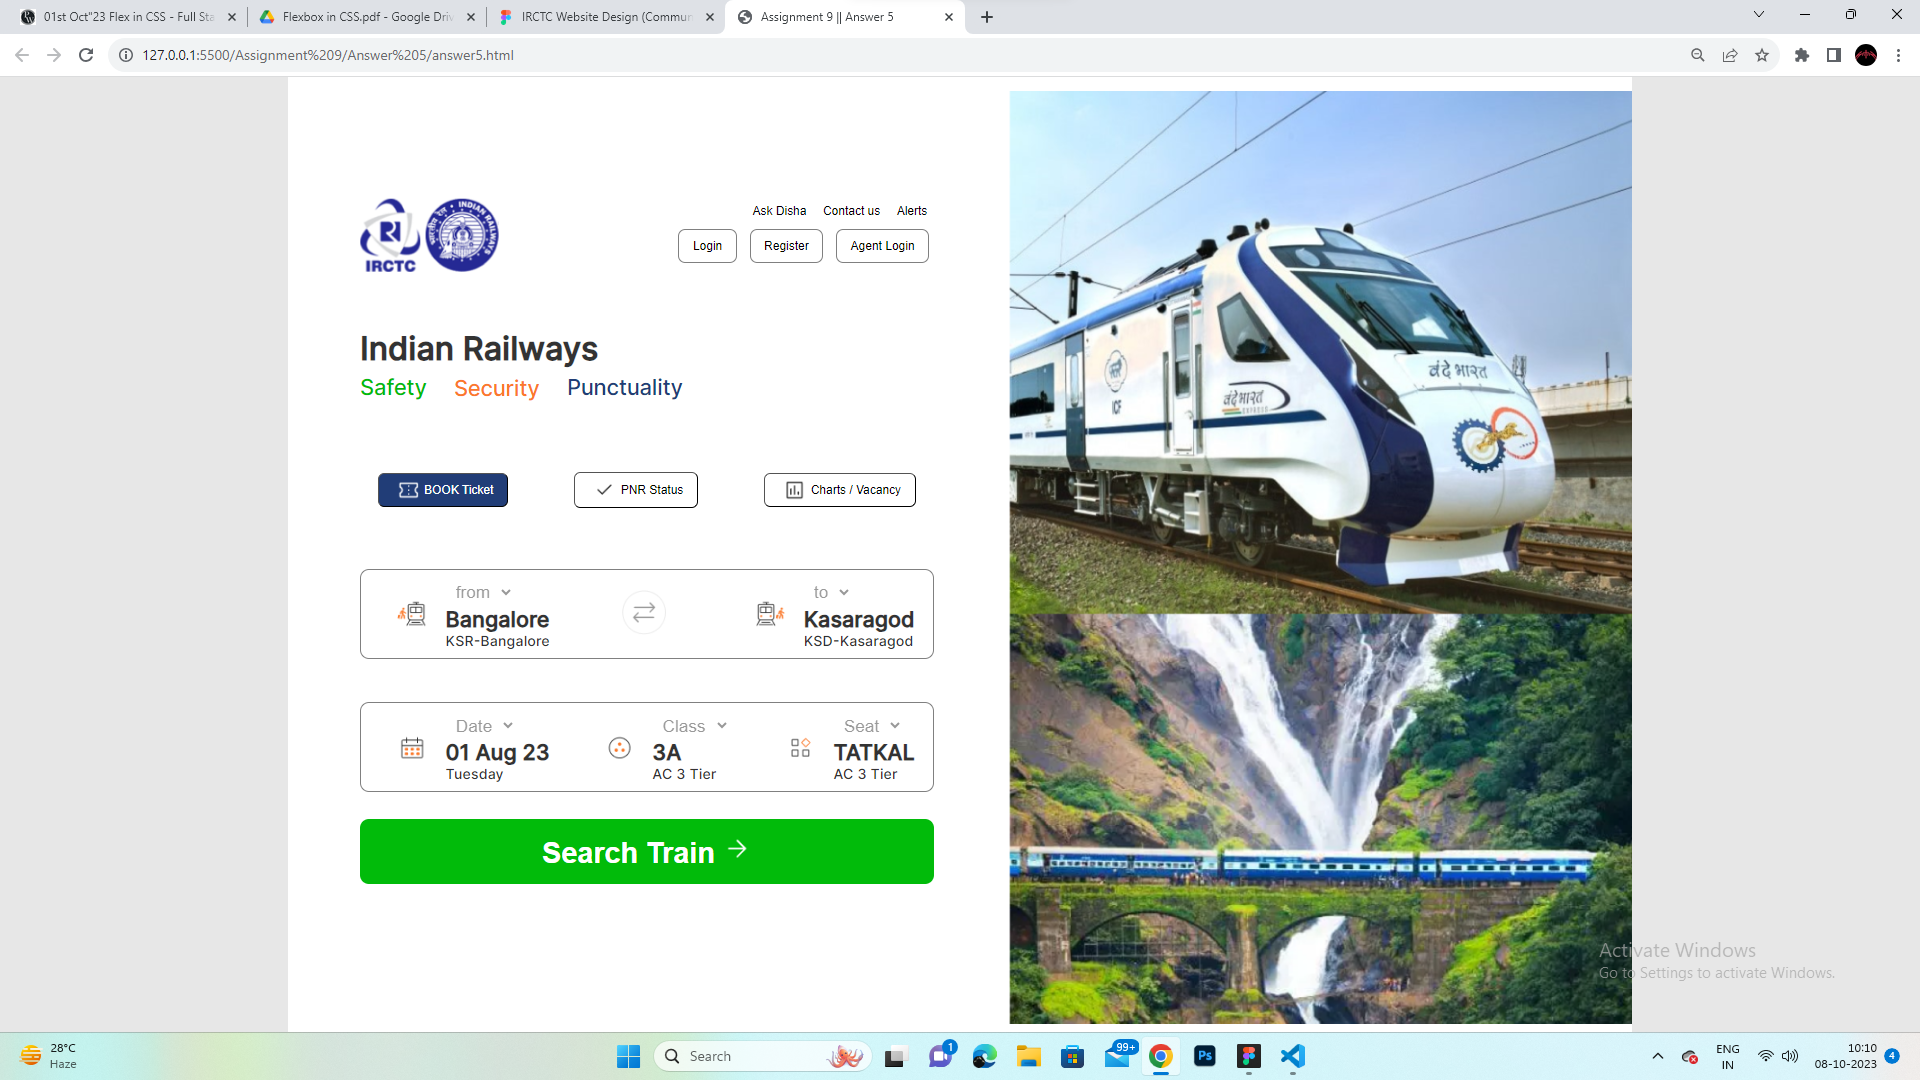 01st Oct"23 Flex in CSS - Full Sta
Flexbox in CSS.pdf - Google Driv
IRCTC Website Design (Commun
Assignment 9 || Answer 5
127.0.0.1:5500/Assignment%209/Answer%205/answer5.html
IRCTC
INDIAN RAILWAYS
भारतीय रेल
Ask Disha Contact us Alerts
Login Register Agent Login
Indian Railways
Safety Security Punctuality
BOOK Ticket PNR Status Charts / Vacancy
from to
Bangalore Kasaragod
KSR-Bangalore KSD-Kasaragod
Date Class Seat
01 Aug 23 3A TATKAL
Tuesday AC 3 Tier AC 3 Tier
Search Train
वंदे भारत
वंदे भारत
EXPRESS
ICF
Activate Windows
Go to Settings to activate Windows.
28°C
Haze
Search
1
99+
Ps
ENG
IN
10:10
08-10-2023
4